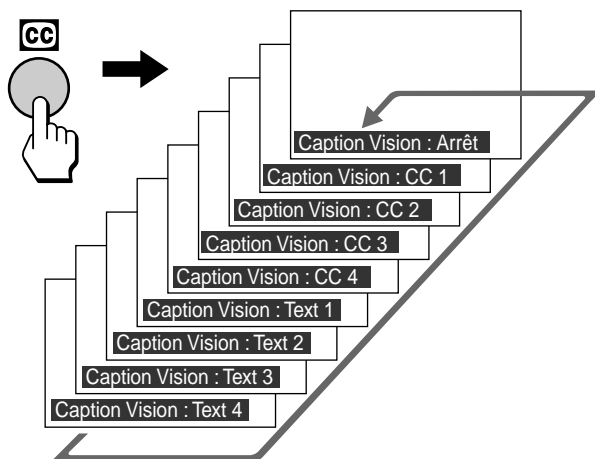 CC
Caption Vision : Arrêt
Caption Vision : CC 1
Caption Vision : CC 2
Caption Vision : CC 3
Caption Vision : CC 4
Caption Vision : Text 1
Caption Vision : Text 2
Caption Vision : Text 3
Caption Vision : Text 4